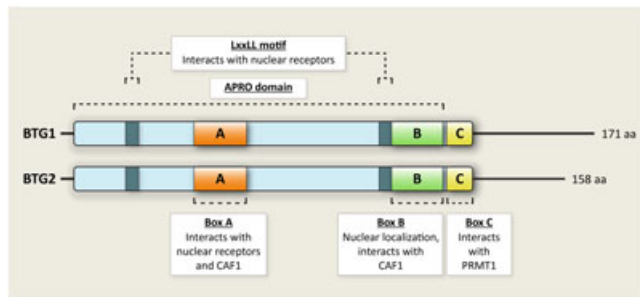 LxxLL motif
Interacts with nuclear receptors
APRO domain
BTG1
A
B
C
171 aa
BTG2
A
B
C
158 aa
Box A
Interacts with
nuclear receptors
and CAF1
Box B
Nuclear localization,
interacts with
CAF1
Box C
Interacts
with
PRMT1